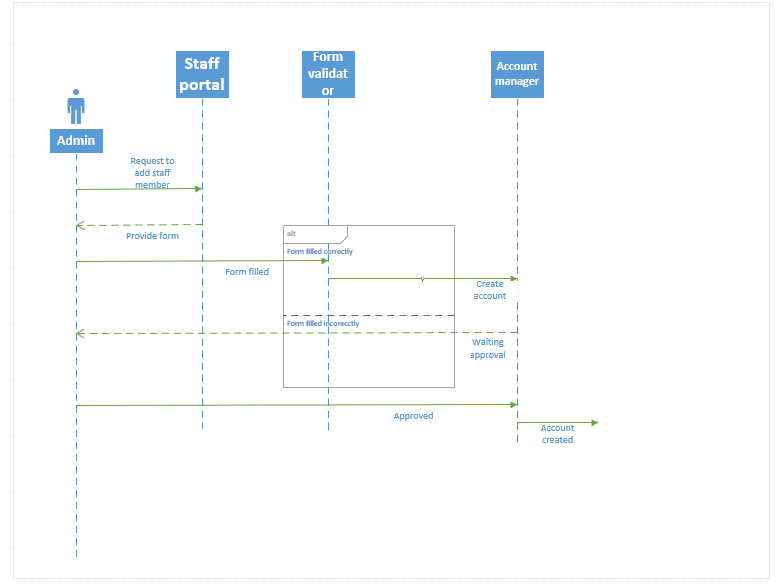 Staff
portal
Form
validat
or
Account
manager
Admin
Request to
add staff
member
Provide form
alt
Form filled correctly
Form filled
Create
account
Form filled incorecctly
Waiting
approval
Approved
Account
created